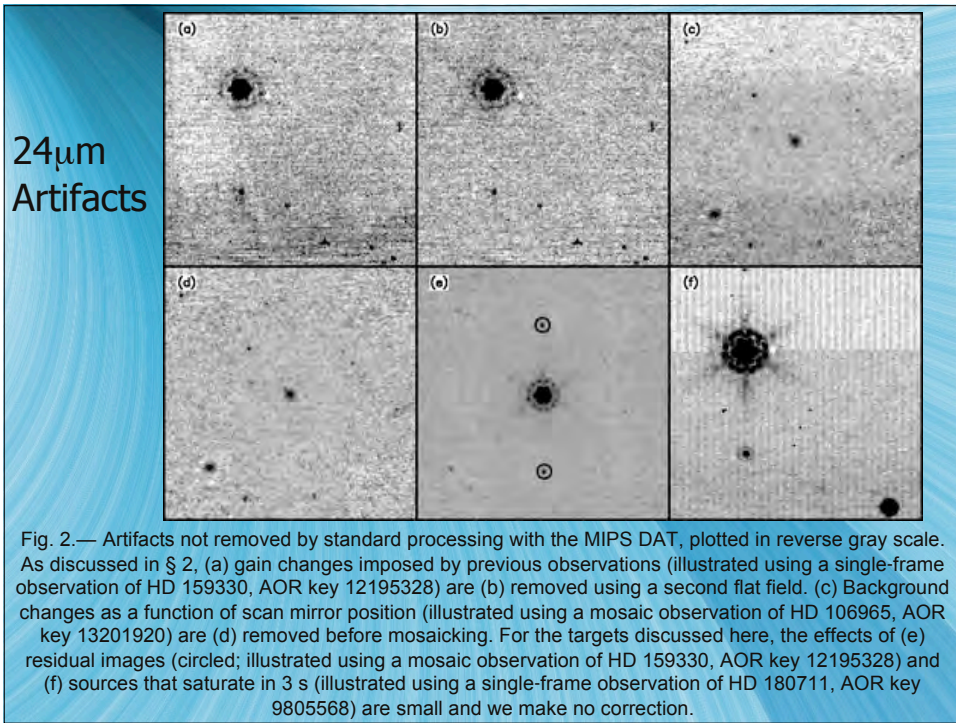 (a)
(b)
(c)
24μm
Artifacts
(d)
(e)
(f)
Fig. 2.— Artifacts not removed by standard processing with the MIPS DAT, plotted in reverse gray scale.
As discussed in § 2, (a) gain changes imposed by previous observations (illustrated using a single-frame
observation of HD 159330, AOR key 12195328) are (b) removed using a second flat field. (c) Background
changes as a function of scan mirror position (illustrated using a mosaic observation of HD 106965, AOR
key 13201920) are (d) removed before mosaicking. For the targets discussed here, the effects of (e)
residual images (circled; illustrated using a mosaic observation of HD 159330, AOR key 12195328) and
(f) sources that saturate in 3 s (illustrated using a single-frame observation of HD 180711, AOR key
9805568) are small and we make no correction.